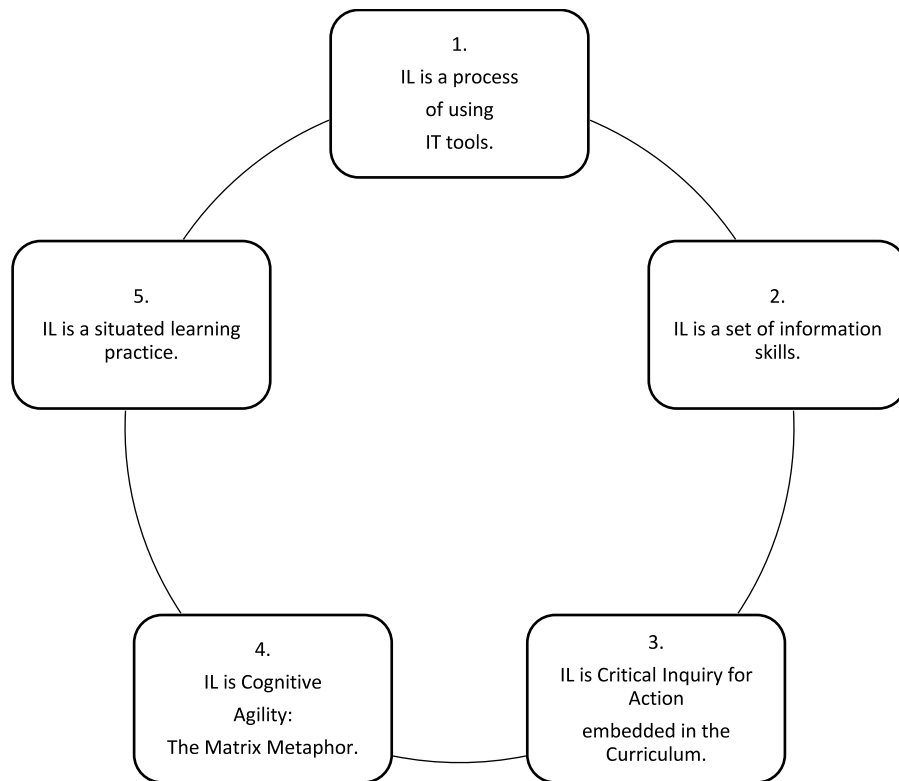 1.
IL is a process
of using
IT tools.
5.
IL is a situated learning
practice.
2.
IL is a set of information
skills.
4.
IL is Cognitive
Agility:
The Matrix Metaphor.
3.
IL is Critical Inquiry for
Action
embedded in the
Curriculum.